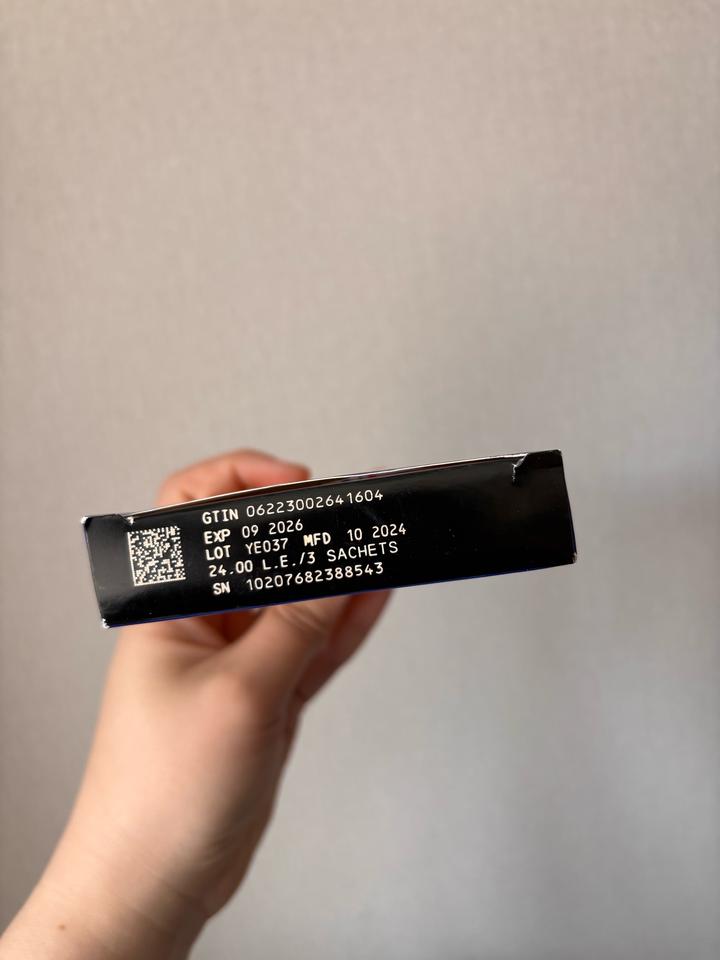 GTIN 06223002641604
EXP 09 2026
LOT YE037 MFD 10 2024
24.00 L.E./3 SACHETS
SN 10207682388543